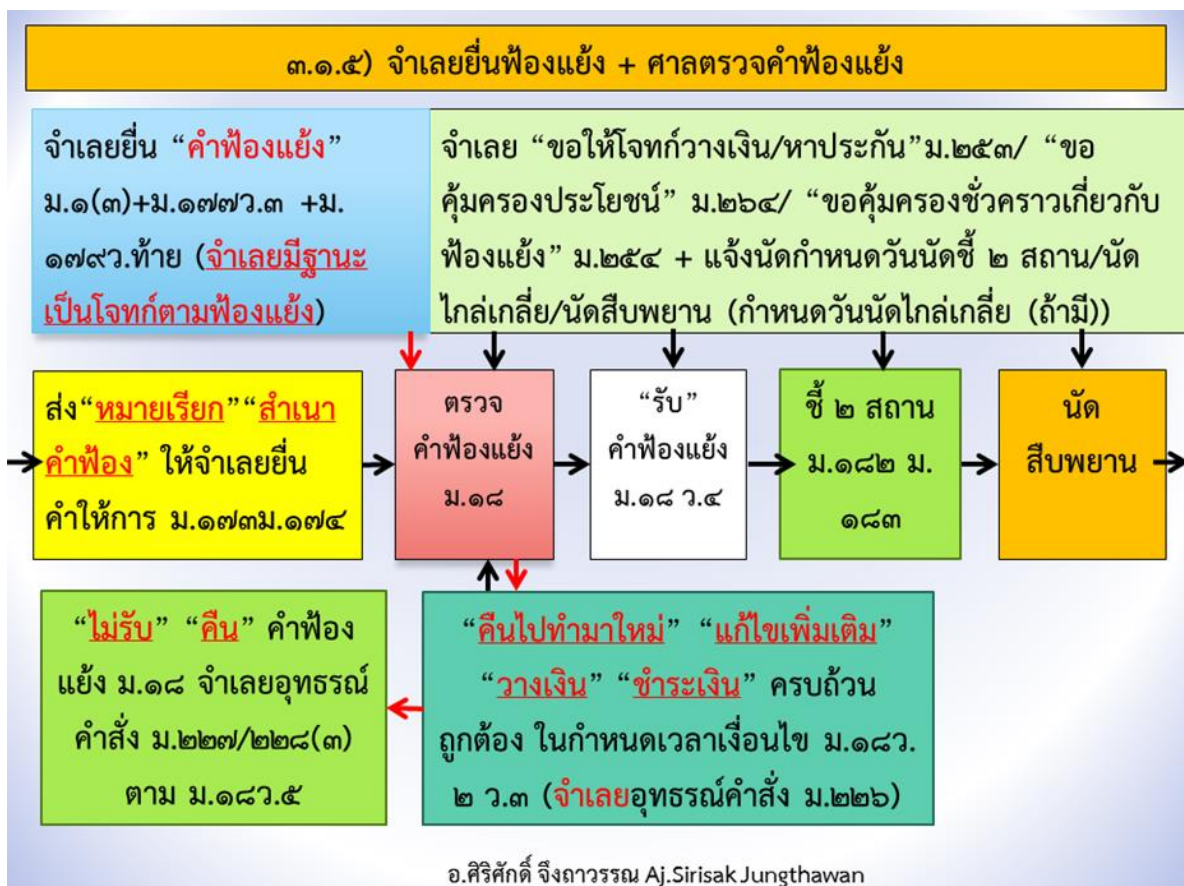 ๓.๑.๕) จำเลยยื่นฟ้องแย้ง + ศาลตรวจคำฟ้องแย้ง
จำเลยยื่น “คำฟ้องแย้ง”
ม.๑(๓)+ม.๑๗๗ว.๓ +ม.
๑๗๙ว.ท้าย (จำเลยมีฐานะ
เป็นโจทก์ตามฟ้องแย้ง)
จำเลย “ขอให้โจทก์วางเงิน/หาประกัน”ม.๒๕๓/ “ขอ
คุ้มครองประโยชน์” ม.๒๖๔/ “ขอคุ้มครองชั่วคราวเกี่ยวกับ
ฟ้องแย้ง” ม.๒๕๔ + แจ้งนัดกำหนดวันนัดชี้ ๒ สถาน/นัด
ไกล่เกลี่ย/นัดสืบพยาน (กำหนดวันนัดไกล่เกลี่ย (ถ้ามี))
ส่ง“หมายเรียก”“สำเนา
คำฟ้อง” ให้จำเลยยื่น
คำให้การ ม.๑๗๓ม.๑๗๔
ตรวจ
คำฟ้องแย้ง
ม.๑๘
“รับ”
คำฟ้องแย้ง
ม.๑๘ ว.๔
ชี้ ๒ สถาน
ม.๑๘๒ ม.
๑๘๓
นัด
สืบพยาน
“ไม่รับ” “คืน” คำฟ้อง
แย้ง ม.๑๘ จำเลยอุทธรณ์
คำสั่ง ม.๒๒๗/๒๒๘(๓)
ตาม ม.๑๘ว.๕
“คืนไปทำมาใหม่” “แก้ไขเพิ่มเติม”
“วางเงิน” “ชำระเงิน” ครบถ้วน
ถูกต้อง ในกำหนดเวลาเงื่อนไข ม.๑๘ว.
๒ ว.๓ (จำเลยอุทธรณ์คำสั่ง ม.๒๒๖)
อ.ศิริศักดิ์ จึงถาวรรณ Aj.Sirisak Jungthawan